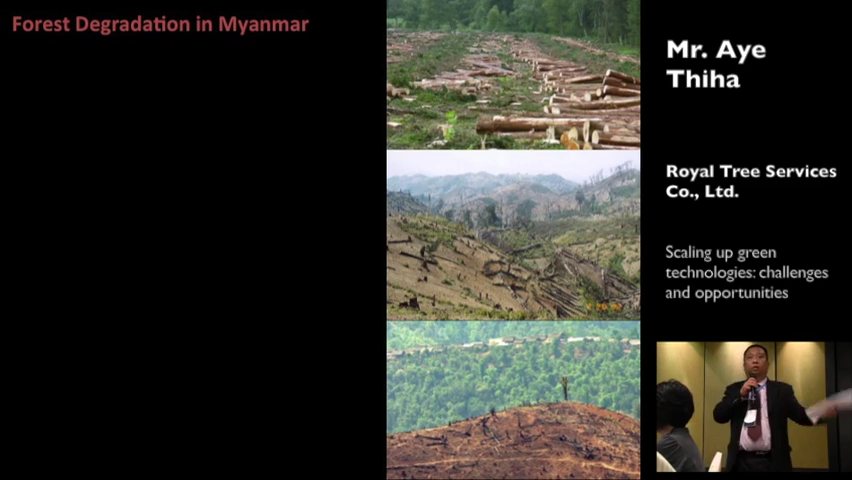 Forest Degradation in Myanmar
Mr. Aye
Thiha
Royal Tree Services
Co., Ltd.
Scaling up green
technologies: challenges
and opportunities